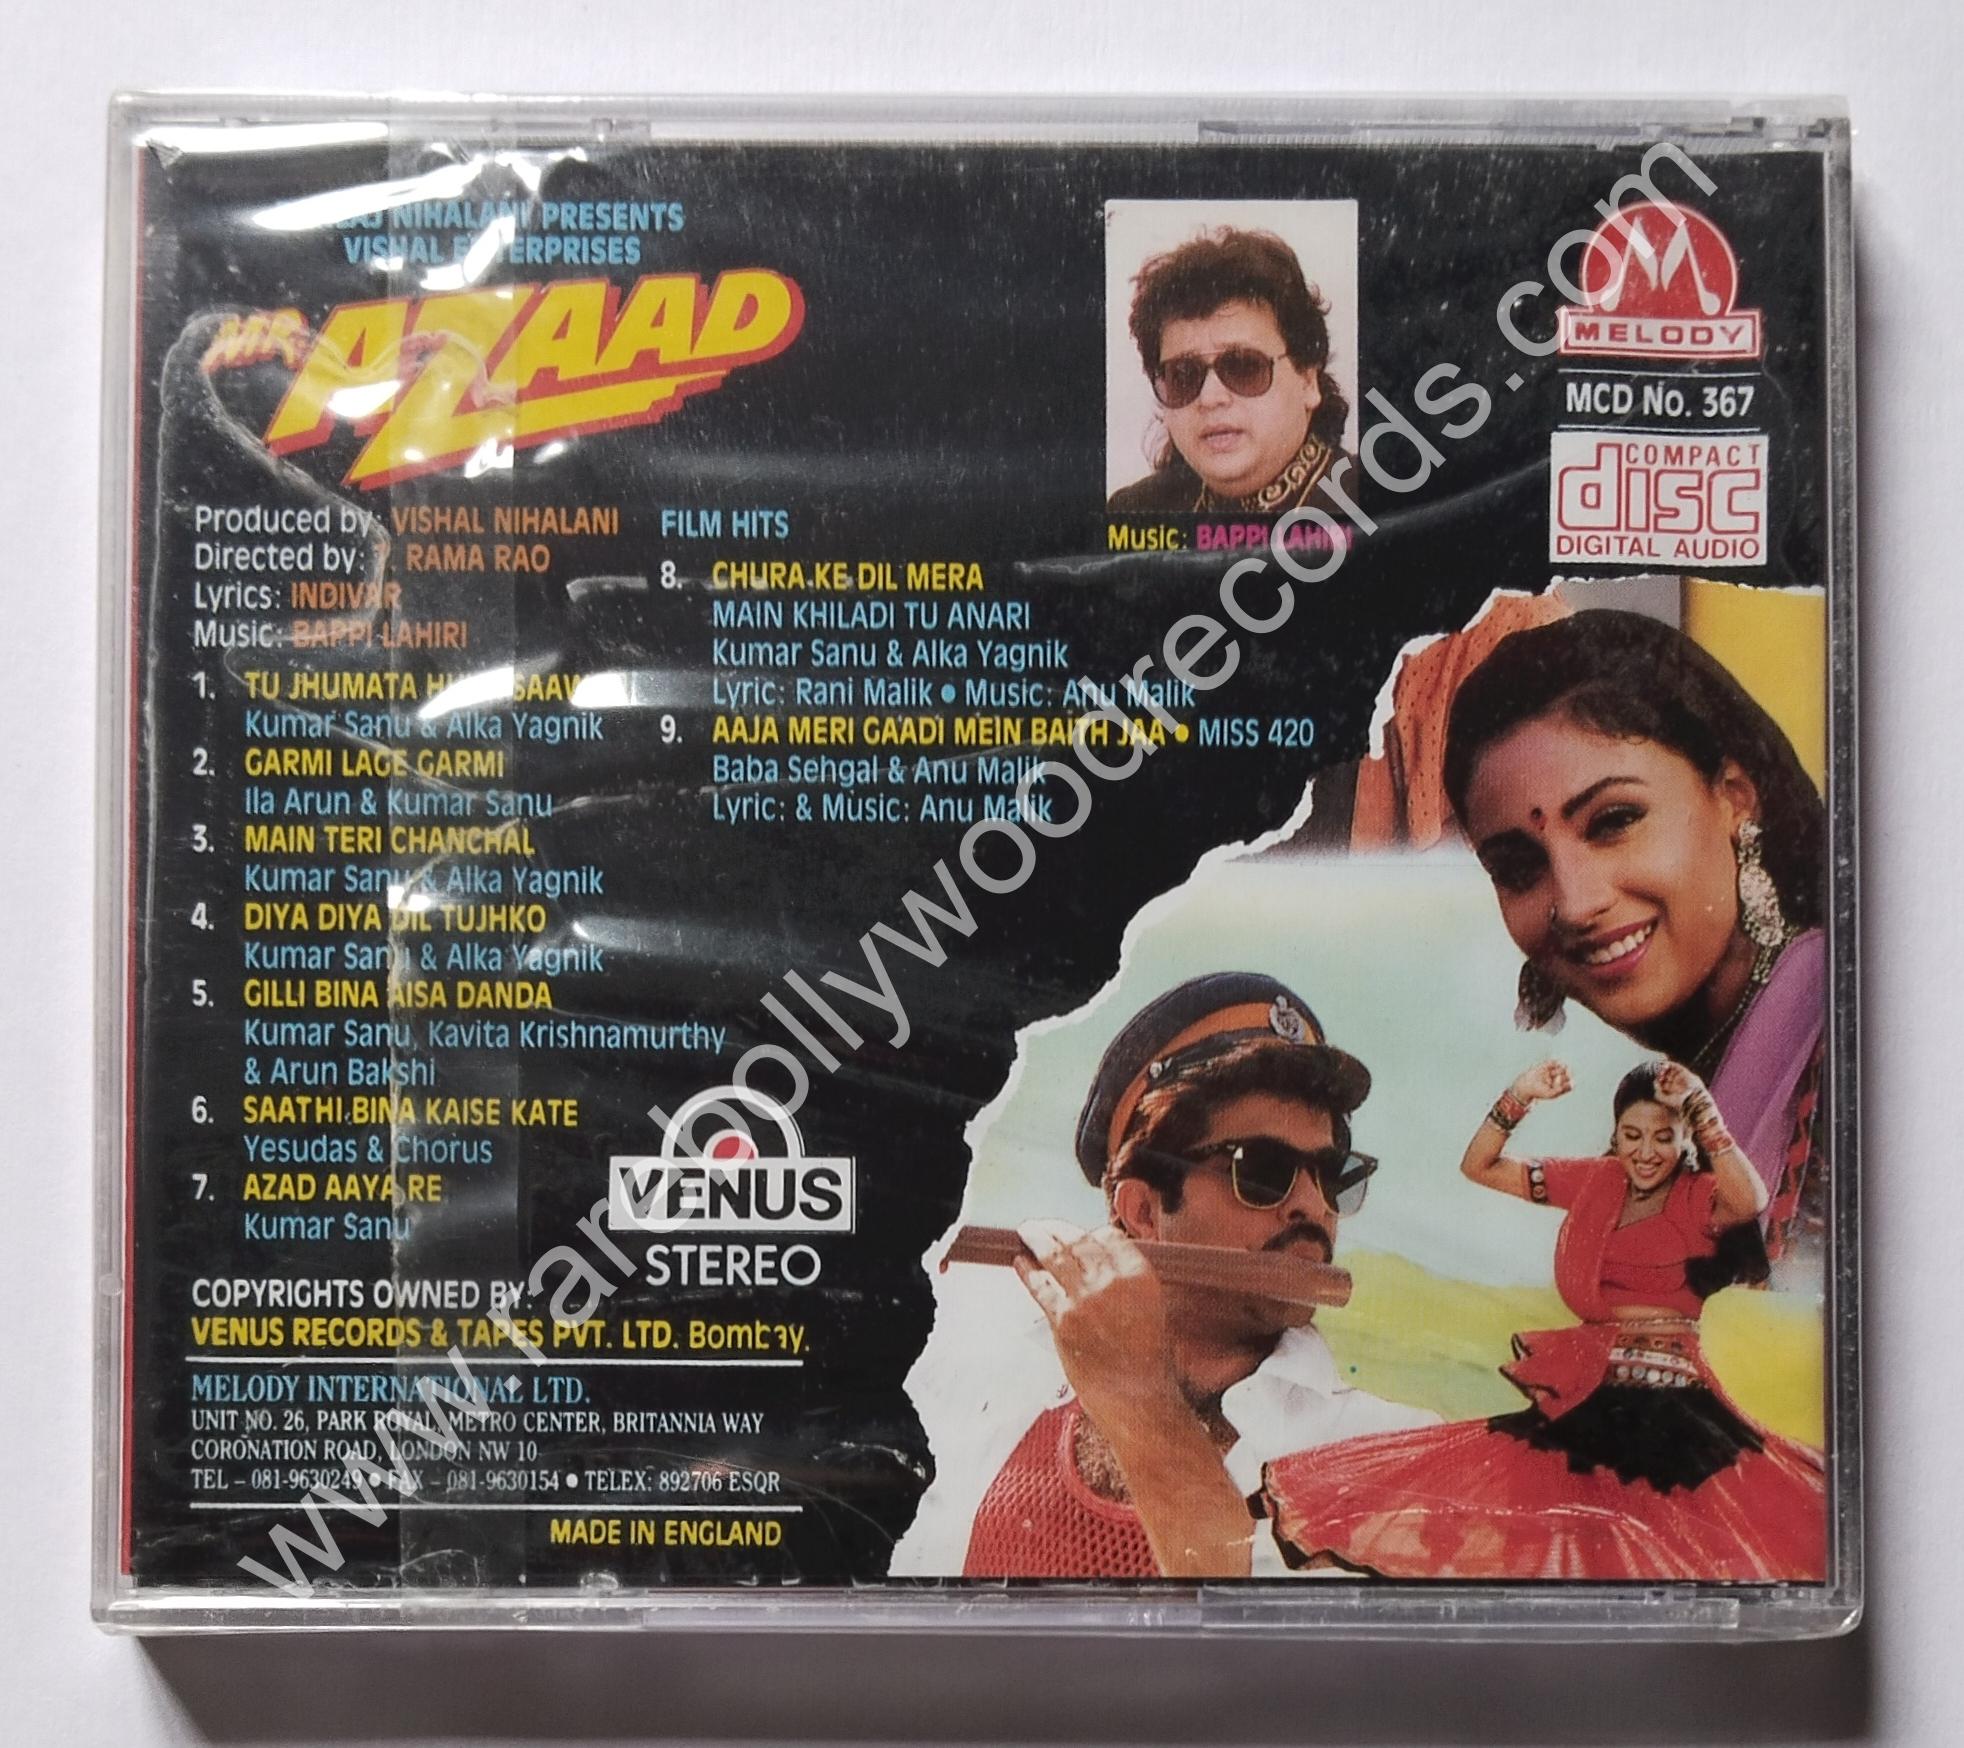 NIHALANI PRESENTS
VISHAL ENTERPRISES
MR. AZAAD
Produced by: VISHAL NIHALANI
Directed by: T. RAMA RAO
Lyrics: INDIVAR
Music: BAPPI LAHIRI
1. TU JHUMATA
Kumar Sanu & Alka Yagnik
2. GARMI LAGE GARMI
Ila Arun & Kumar Sanu
3. MAIN TERI CHANCHAL
Kumar Sanu & Alka Yagnik
4. DIYA DIYA DIL TUJHKO
Kumar Sanu & Alka Yagnik
5. GILLI BINA AISA DANDA
Kumar Sanu, Kavita Krishnamurthy
& Arun Bakshi
6. SAATHI BINA KAISE KATE
Yesudas & Chorus
7. AZAD AAYA RE
Kumar Sanu
FILM HITS
8. CHURA KE DIL MERA
MAIN KHILADI TU ANARI
Kumar Sanu & Alka Yagnik
Lyric: Rani Malik • Music: Anu Malik
9. AAJA MERI GAADI MEIN BAITH JAA • MISS 420
Baba Sehgal & Anu Malik
Lyric: & Music: Anu Malik
Music: BAPPI LAHIRI
MELODY
MCD No. 367
COMPACT
disc
DIGITAL AUDIO
VENUS
STEREO
COPYRIGHTS OWNED BY:
VENUS RECORDS & TAPES PVT. LTD. Bombay.
MELODY INTERNATIONAL LTD.
UNIT NO. 26, PARK ROYAL, METRO CENTER, BRITANNIA WAY
CORONATION ROAD, LONDON NW 10
TEL – 081-9630249 • FAX – 081-9630154 • TELEX: 892706 ESQR
MADE IN ENGLAND
www.rarebollywoodrecords.com